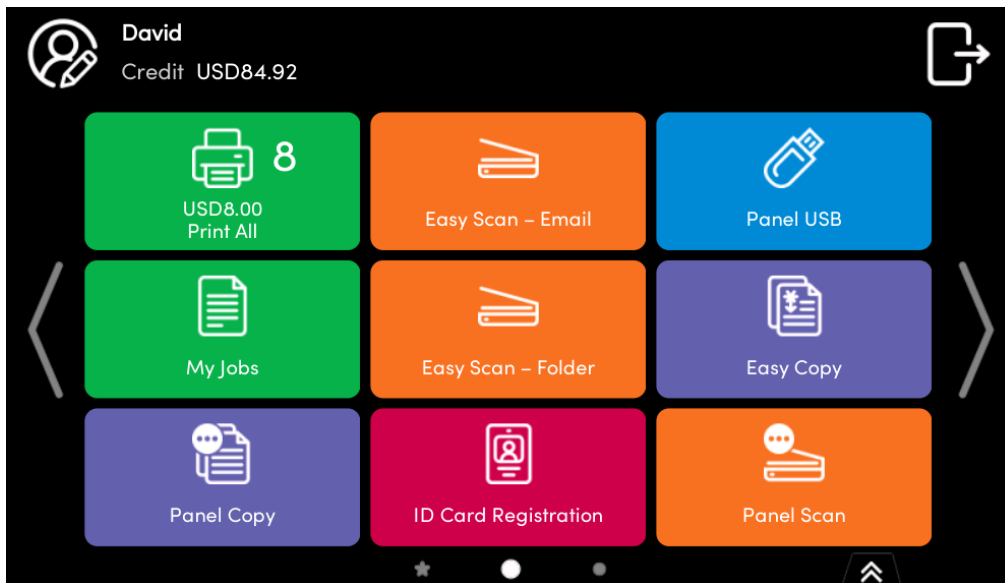 David
Credit USD84.92
8
USD8.00
Print All
Easy Scan – Email
Panel USB
My Jobs
Easy Scan – Folder
Easy Copy
Panel Copy
ID Card Registration
Panel Scan